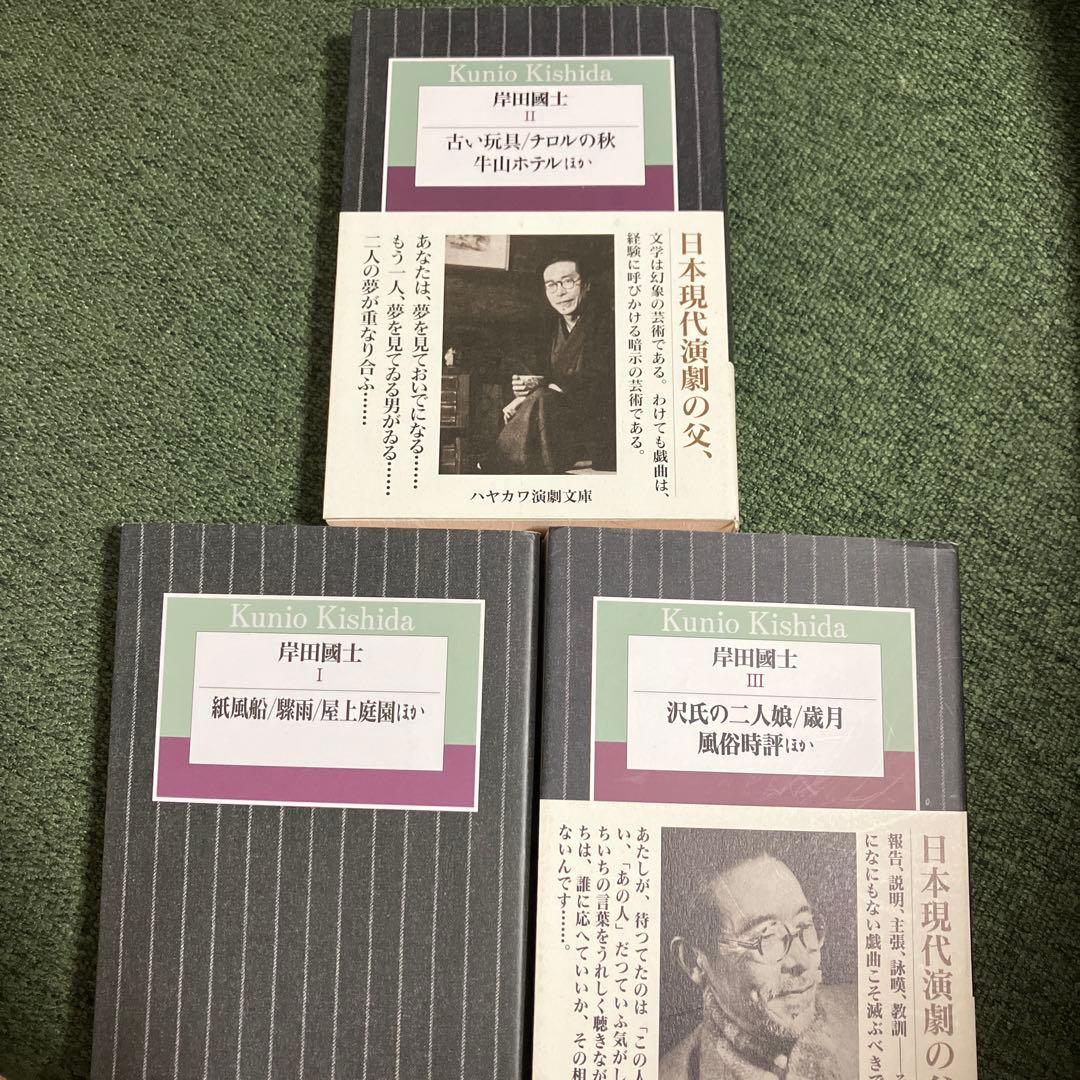 Kunio Kishida
岸田國士
II
古い玩具/チロルの秋
牛山ホテルほか
日本現代演劇の父、
文学は幻象の芸術である。わけても戯曲は、
経験に呼びかける暗示の芸術である。
あなたは、夢を見ておいでになる……
もう一人、夢を見てゐる男がゐる……
二人の夢が重なり合ふ……
ハヤカワ演劇文庫
Kunio Kishida
岸田國士
I
紙風船/驟雨/屋上庭園ほか
Kunio Kishida
岸田國士
III
沢氏の二人娘/歳月
風俗時評ほか
日本現代演劇の
報告、説明、主張、詠嘆、教訓——
になにもない戯曲こそ滅ぶべきで
あたしが、待つてたのは「この人
い、「あの人」だつていふ気がし
ちいちの言葉をうれしく聴きなが
ちは、誰に応へていいか、その相
ないんです……。